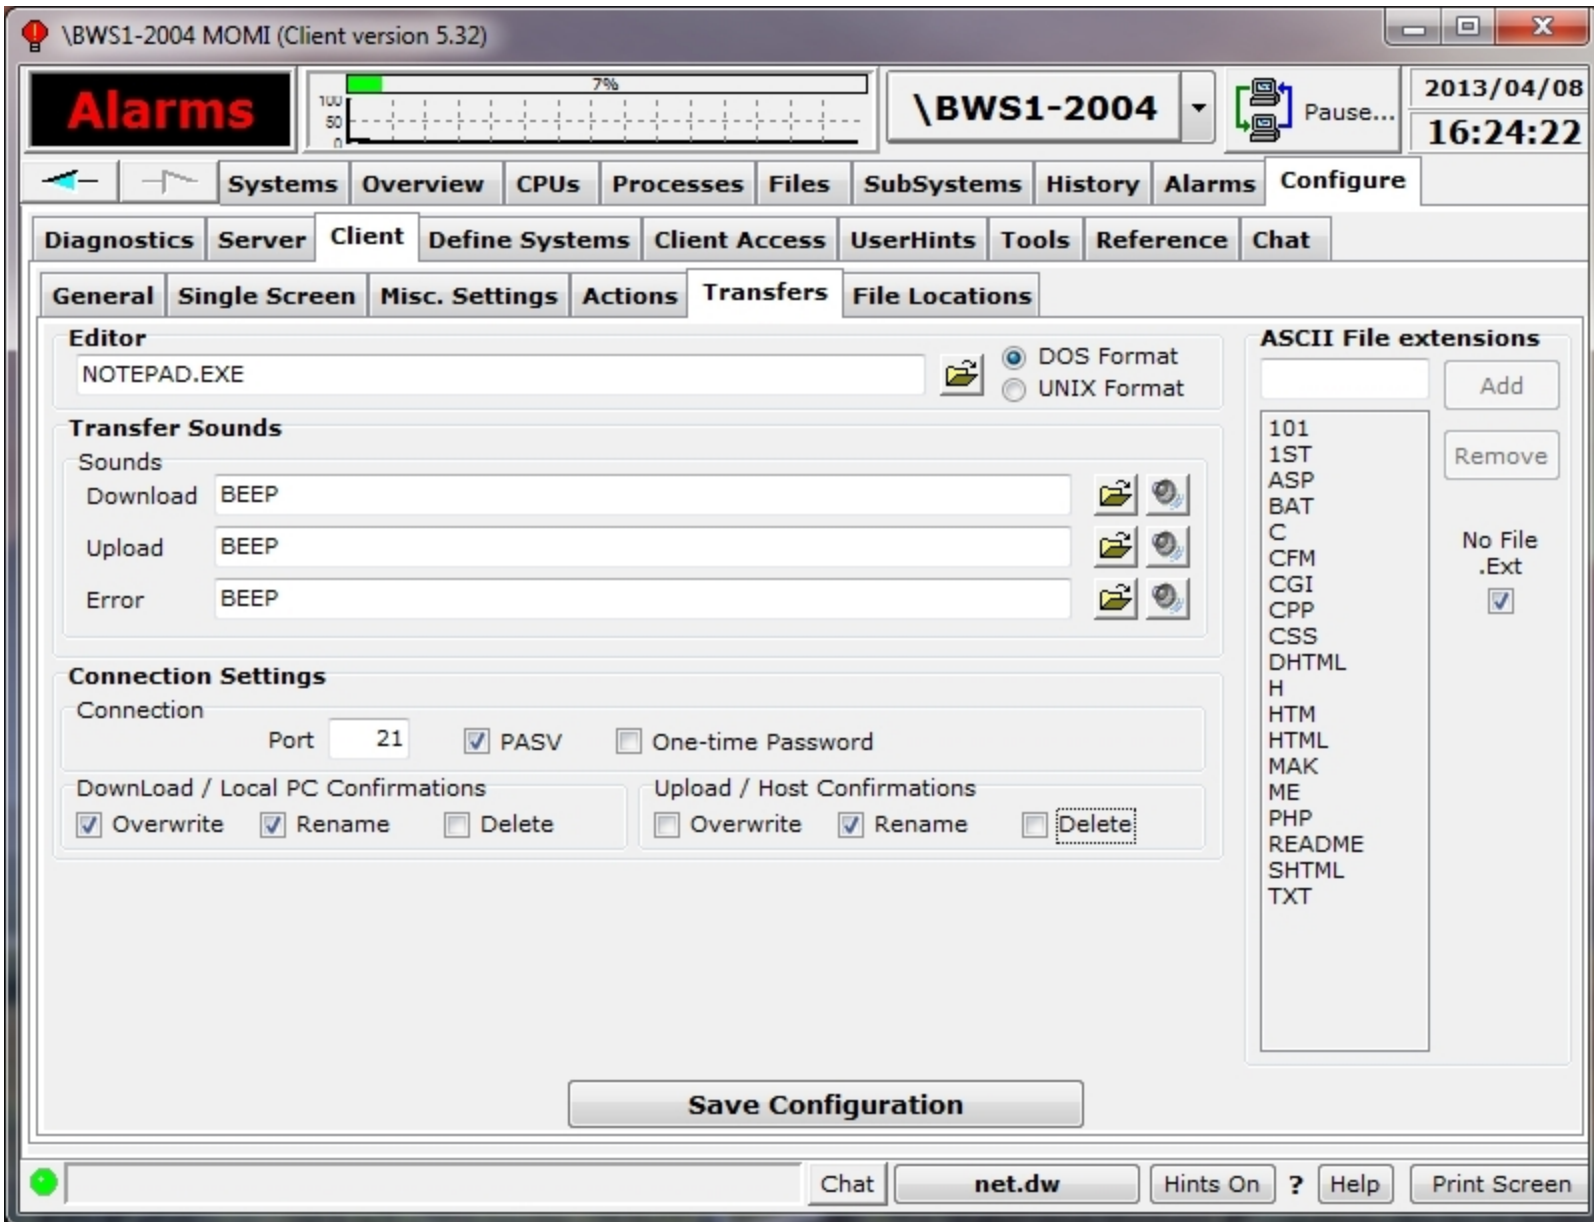 \BWS1-2004 MOMI (Client version 5.32)
Alarms
7%
100
50
0
\BWS1-2004
Pause...
2013/04/08
16:24:22
Systems Overview CPUs Processes Files SubSystems History Alarms Configure
Diagnostics Server Client Define Systems Client Access UserHints Tools Reference Chat
General Single Screen Misc. Settings Actions Transfers File Locations
Editor
NOTEPAD.EXE
DOS Format
UNIX Format
Transfer Sounds
Sounds
Download BEEP
Upload BEEP
Error BEEP
Connection Settings
Connection
Port 21 PASV One-time Password
DownLoad / Local PC Confirmations
Overwrite Rename Delete
Upload / Host Confirmations
Overwrite Rename Delete
ASCII File extensions
Add
Remove
101
1ST
ASP
BAT
C
CFM
CGI
CPP
CSS
DHTML
H
HTM
HTML
MAK
ME
PHP
README
SHTML
TXT
No File
.Ext
Save Configuration
Chat net.dw Hints On ? Help Print Screen